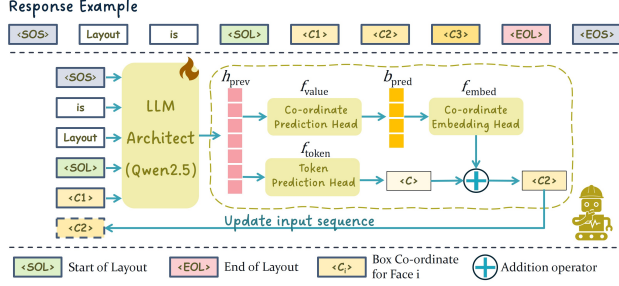 Response Example
<SOS> Layout is <SOL> <C1> <C2> <C3> <EOL> <EOS>
<SOS>
is
Layout
<SOL>
<C1>
<C2>
LLM
Architect
(Qwen2.5)
h_prev
f_value
Co-ordinate
Prediction Head
b_pred
f_embed
Co-ordinate
Embedding Head
f_token
Token
Prediction Head
<C>
<C2>
Update input sequence
<SOL> Start of Layout
<EOL> End of Layout
<C_i> Box Co-ordinate
for Face i
Addition operator